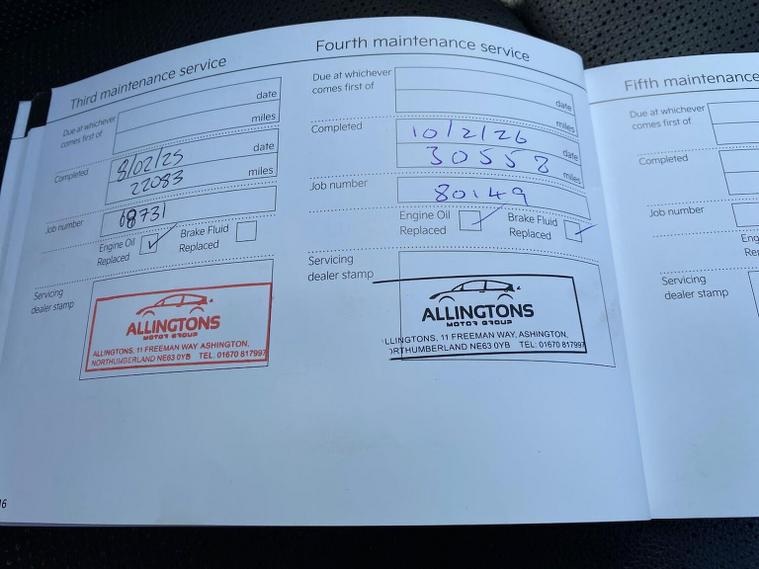 Third maintenance service
Due at whichever
comes first of
date
miles
Completed
8/02/25
date
22083
miles
Job number
68731
Engine Oil
Replaced
Brake Fluid
Replaced
Servicing
dealer stamp
ALLINGTONS
MOTOR GROUP
ALLINGTONS, 11 FREEMAN WAY, ASHINGTON,
NORTHUMBERLAND NE63 0YB TEL. 01670 817997
16
Fourth maintenance service
Due at whichever
comes first of
date
miles
Completed
10/2/26
date
30558
miles
Job number
80149
Engine Oil
Replaced
Brake Fluid
Replaced
Servicing
dealer stamp
ALLINGTONS
MOTOR GROUP
LLINGTONS, 11 FREEMAN WAY, ASHINGTON,
RTHUMBERLAND NE63 0YB TEL: 01670 817997
Fifth maintenance
Due at whichever
comes first of
Completed
Job number
Eng
Re
Servicing
dealer stamp